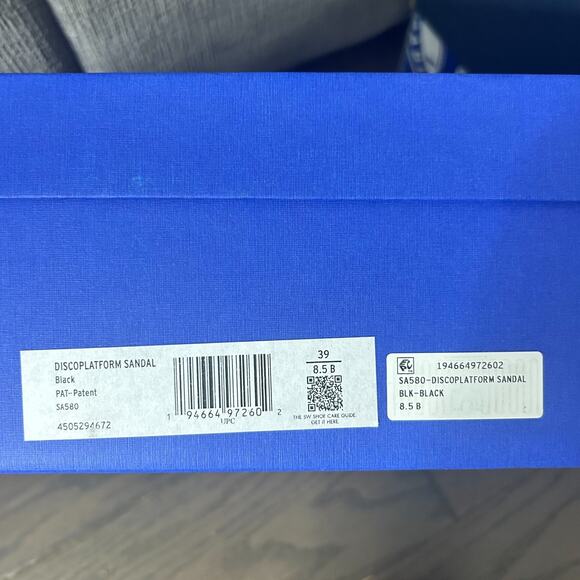 DISCOPLATFORM SANDAL
Black
PAT-Patent
SA580
4505294672
1 94664 97260 2
UPC
39
8.5 B
THE SW SHOE CARE GUIDE.
GET IT HERE.
194664972602
SA580-DISCOPLATFORM SANDAL
BLK-BLACK
8.5 B